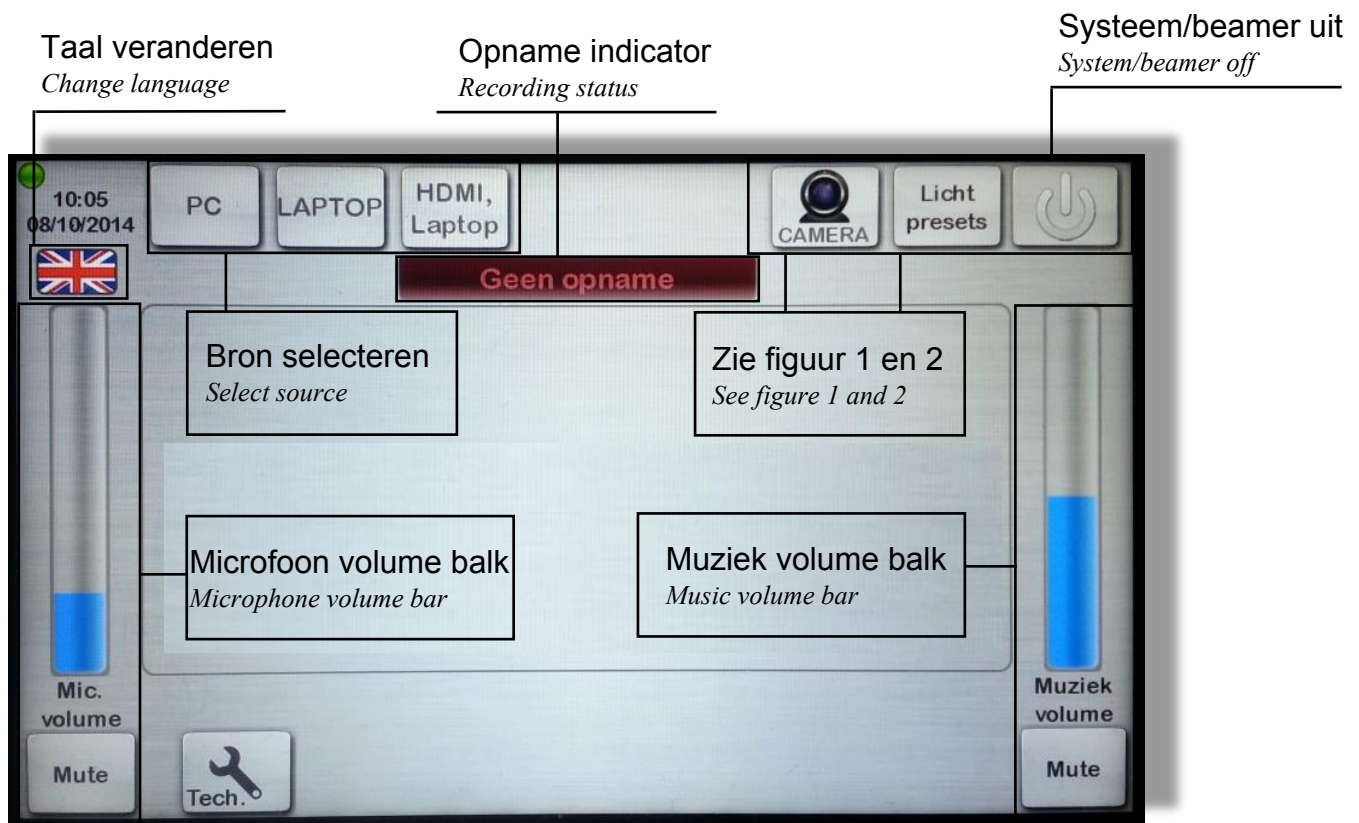 Taal veranderen
Change language
Opname indicator
Recording status
Systeem/beamer uit
System/beamer off
10:05
08/10/2014
PC
LAPTOP
HDMI,
Laptop
CAMERA
Licht
presets
Geen opname
Bron selecteren
Select source
Zie figuur 1 en 2
See figure 1 and 2
Microfoon volume balk
Microphone volume bar
Muziek volume balk
Music volume bar
Mic.
volume
Mute
Tech.
Muziek
volume
Mute